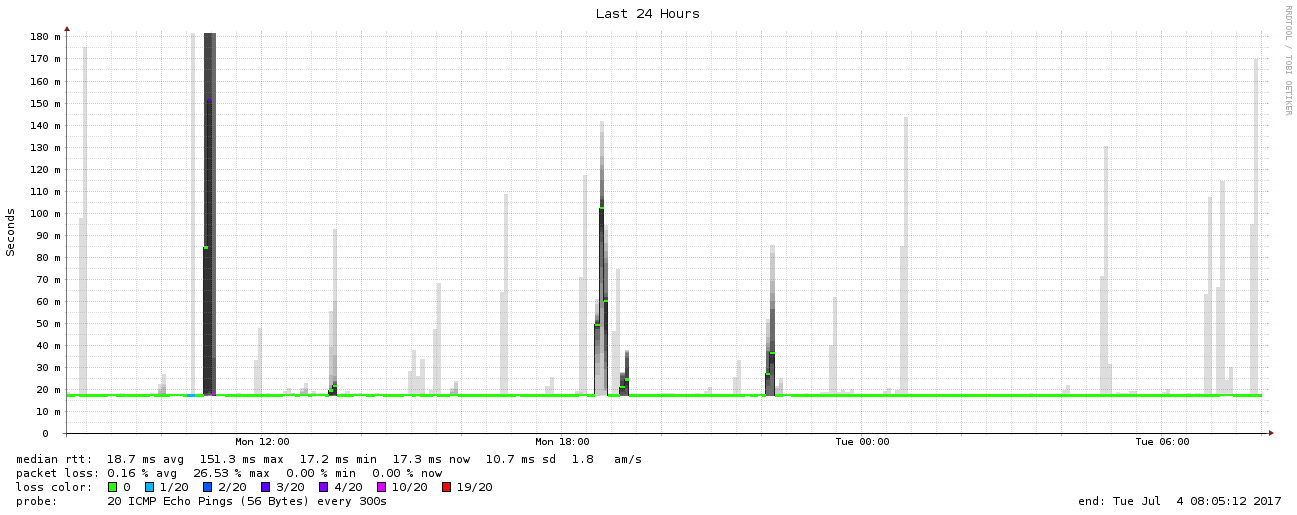 Last 24 Hours
RRDTOOL / TOBI OETIKER
Seconds
180 m
170 m
160 m
150 m
140 m
130 m
120 m
110 m
100 m
90 m
80 m
70 m
60 m
50 m
40 m
30 m
20 m
10 m
0
Mon 12:00 Mon 18:00 Tue 00:00 Tue 06:00
median rtt: 18.7 ms avg 151.3 ms max 17.2 ms min 17.3 ms now 10.7 ms sd 1.8 am/s
packet loss: 0.16 % avg 26.53 % max 0.00 % min 0.00 % now
loss color: 0 1/20 2/20 3/20 4/20 10/20 19/20
probe: 20 ICMP Echo Pings (56 Bytes) every 300s end: Tue Jul 4 08:05:12 2017